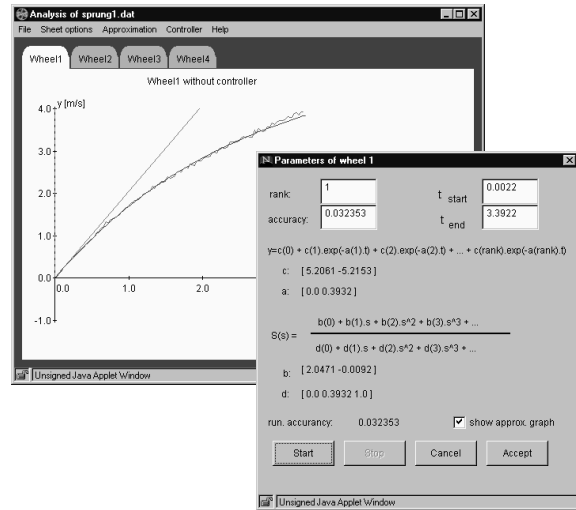 Analysis of sprung1.dat
File Sheet options Approximation Controller Help
Wheel1 Wheel2 Wheel3 Wheel4
Wheel1 without controller
y [m/s]
4.0
3.0
2.0
1.0
0.0
-1.0
0.0 1.0 2.0
Unsigned Java Applet Window
Parameters of wheel 1
rank: 1 t start 0.0022
accuracy: 0.032353 t end 3.3922
y=c(0) + c(1).exp(-a(1).t) + c(2).exp(-a(2).t) + ... + c(rank).exp(-a(rank).t)
c: [ 5.2061 -5.2153 ]
a: [ 0.0 0.3932 ]
b(0) + b(1).s + b(2).s^2 + b(3).s^3 + ...
S(s) =
d(0) + d(1).s + d(2).s^2 + d(3).s^3 + ...
b: [ 2.0471 -0.0092 ]
d: [ 0.0 0.3932 1.0 ]
run. accurancy: 0.032353 show approx. graph
Start Stop Cancel Accept
Unsigned Java Applet Window